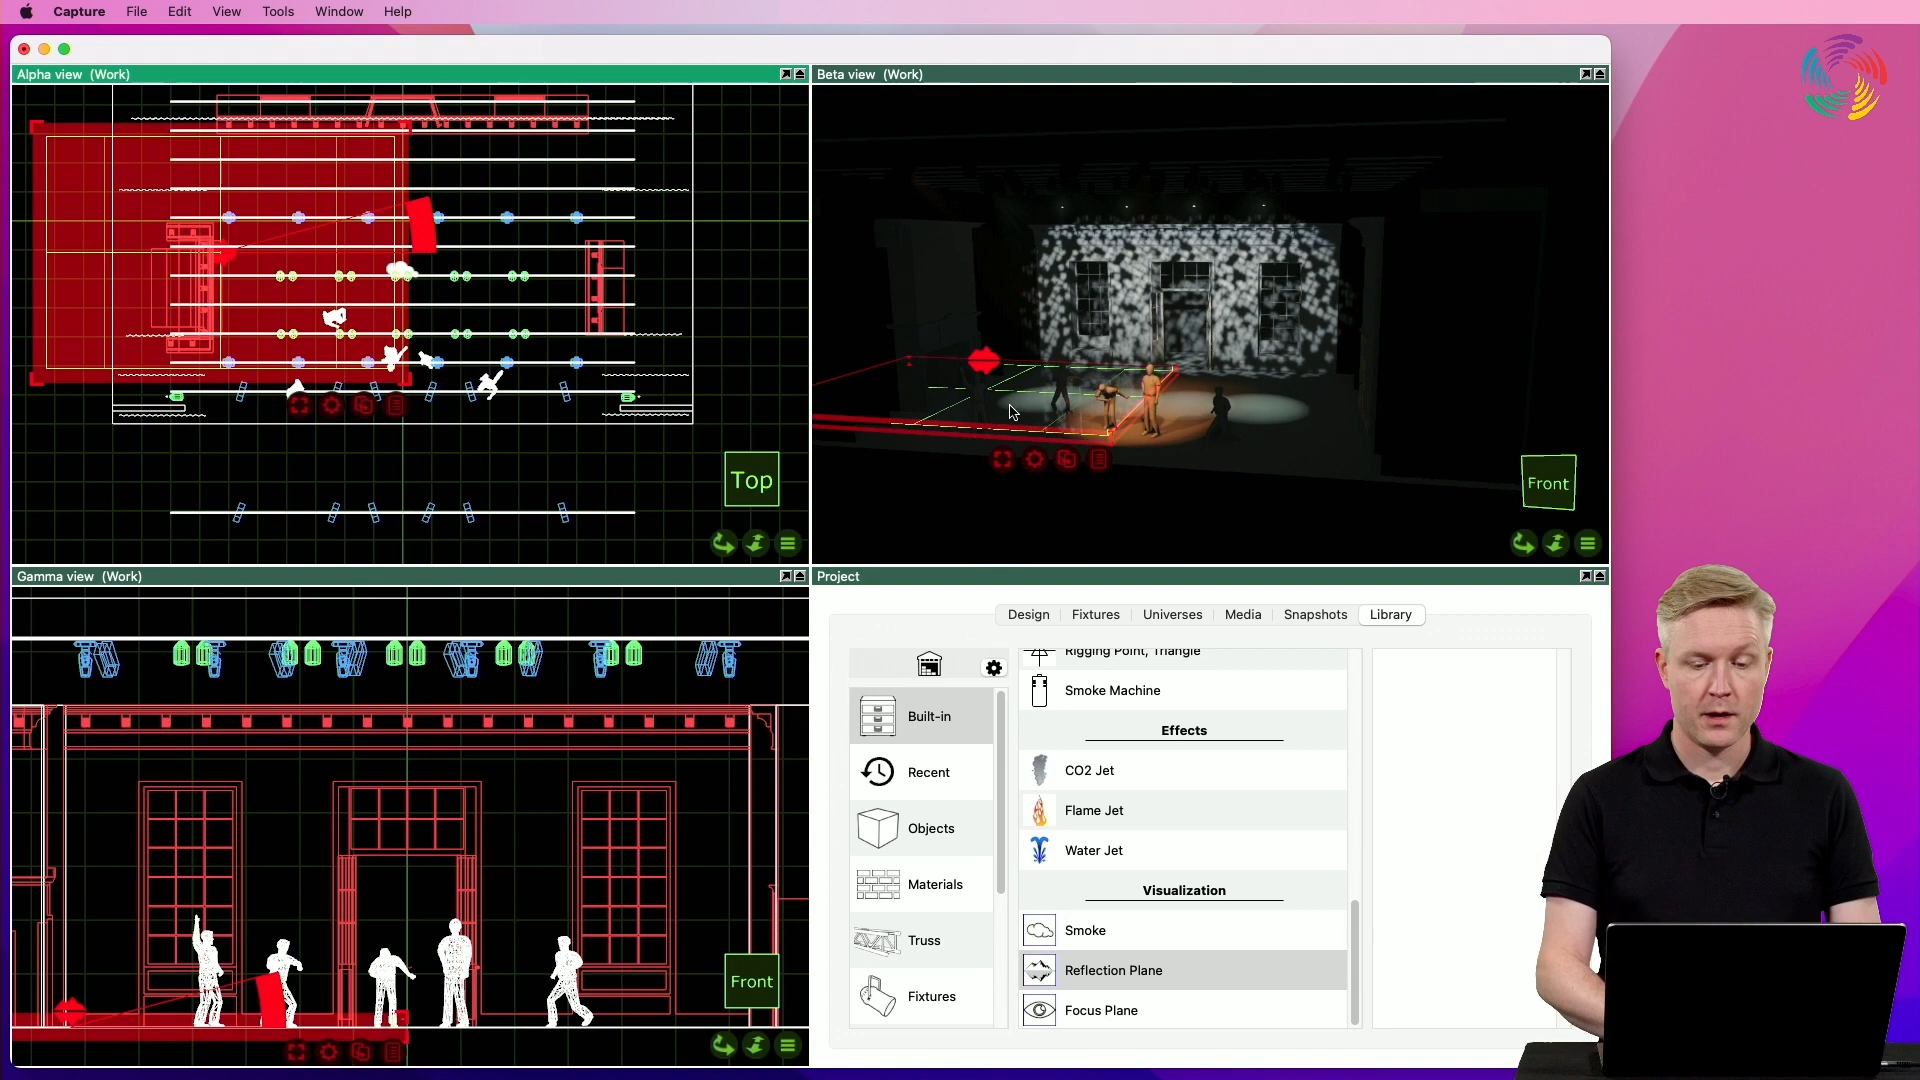 Capture File Edit View Tools Window Help
Alpha view (Work)
Beta view (Work)
Top
Front
Gamma view (Work)
Front
Project
Design Fixtures Universes Media Snapshots Library
Built-in
Recent
Objects
Materials
Truss
Fixtures
Rigging Point, Triangle
Smoke Machine
Effects
CO2 Jet
Flame Jet
Water Jet
Visualization
Smoke
Reflection Plane
Focus Plane